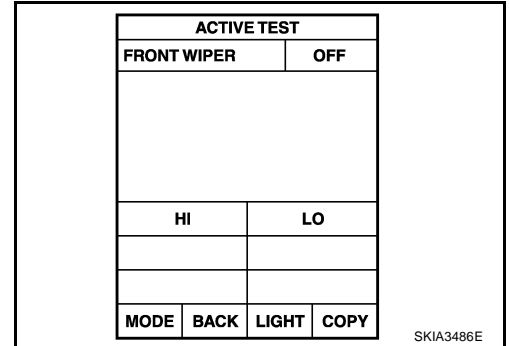 ACTIVE TEST
FRONT WIPER OFF
HI LO
MODE BACK LIGHT COPY
SKIA3486E